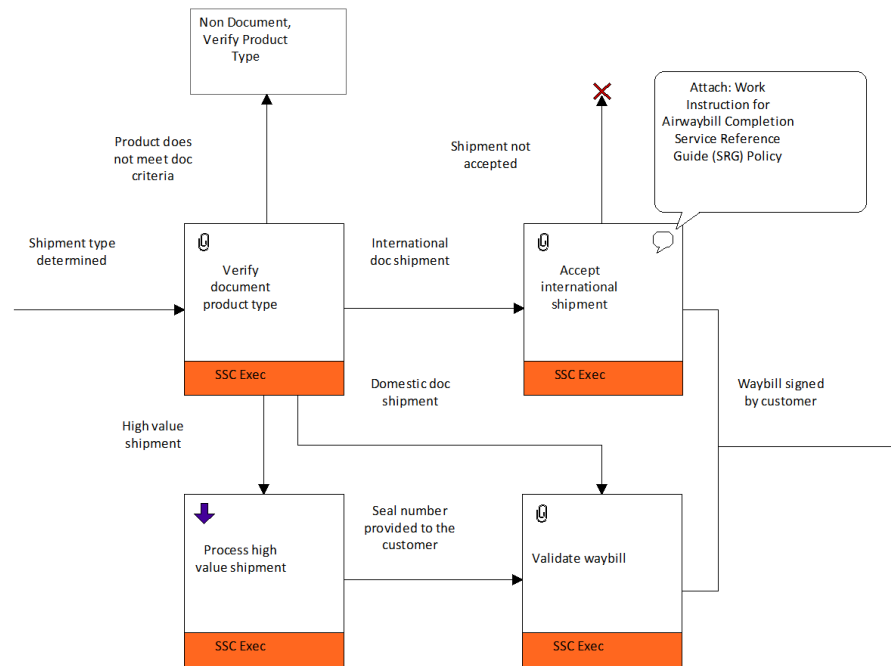 Non Document,
Verify Product
Type
Attach: Work
Instruction for
Airwaybill Completion
Service Reference
Guide (SRG) Policy
Product does
not meet doc
criteria
Shipment not
accepted
Shipment type
determined
Verify
document
product type
SSC Exec
International
doc shipment
Accept
international
shipment
SSC Exec
Domestic doc
shipment
Waybill signed
by customer
High value
shipment
Process high
value shipment
SSC Exec
Seal number
provided to the
customer
Validate waybill
SSC Exec